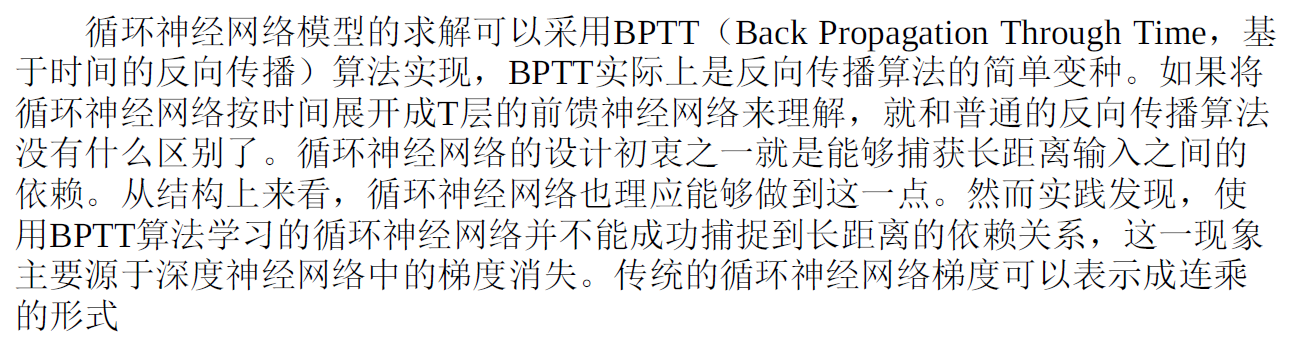 循环神经网络模型的求解可以采用BPTT（Back Propagation Through Time，基
于时间的反向传播）算法实现，BPTT实际上是反向传播算法的简单变种。如果将
循环神经网络按时间展开成T层的前馈神经网络来理解，就和普通的反向传播算法
没有什么区别了。循环神经网络的设计初衷之一就是能够捕获长距离输入之间的
依赖。从结构上来看，循环神经网络也理应能够做到这一点。然而实践发现，使
用BPTT算法学习的循环神经网络并不能成功捕捉到长距离的依赖关系，这一现象
主要源于深度神经网络中的梯度消失。传统的循环神经网络梯度可以表示成连乘
的形式